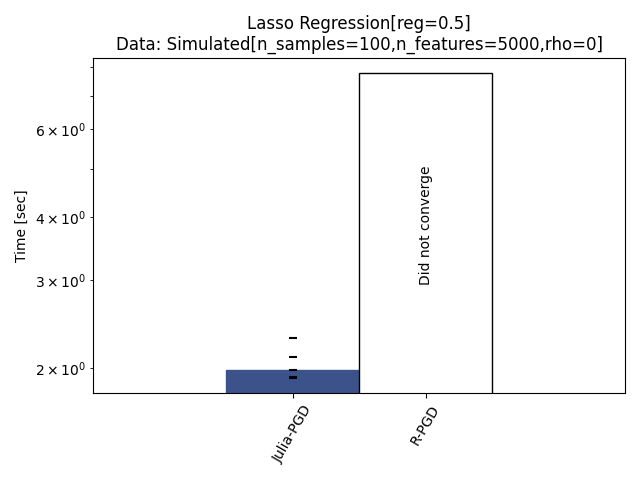 Lasso Regression[reg=0.5]
Data: Simulated[n_samples=100,n_features=5000,rho=0]
Time [sec]
6 × 10⁰
4 × 10⁰
3 × 10⁰
2 × 10⁰
Did not converge
Julia-PGD
R-PGD